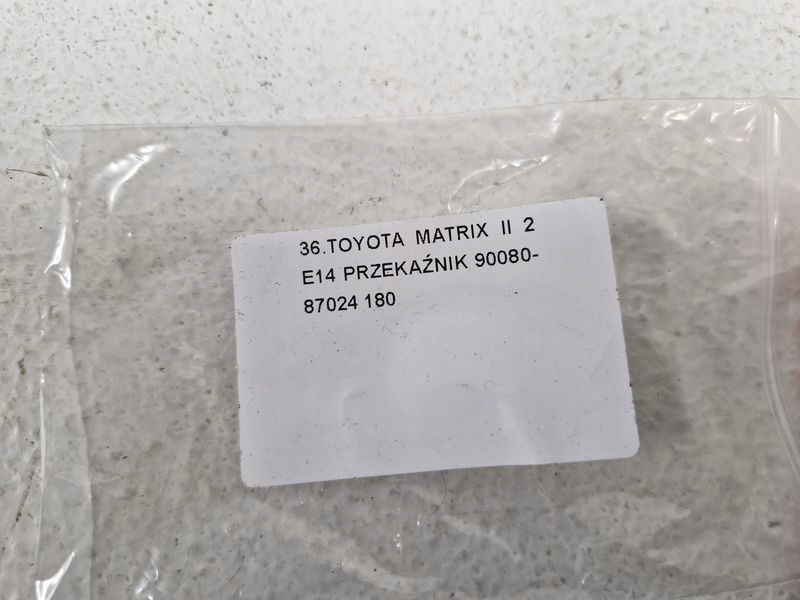 36.TOYOTA MATRIX II 2
E14 PRZEKAŹNIK 90080-
87024 180